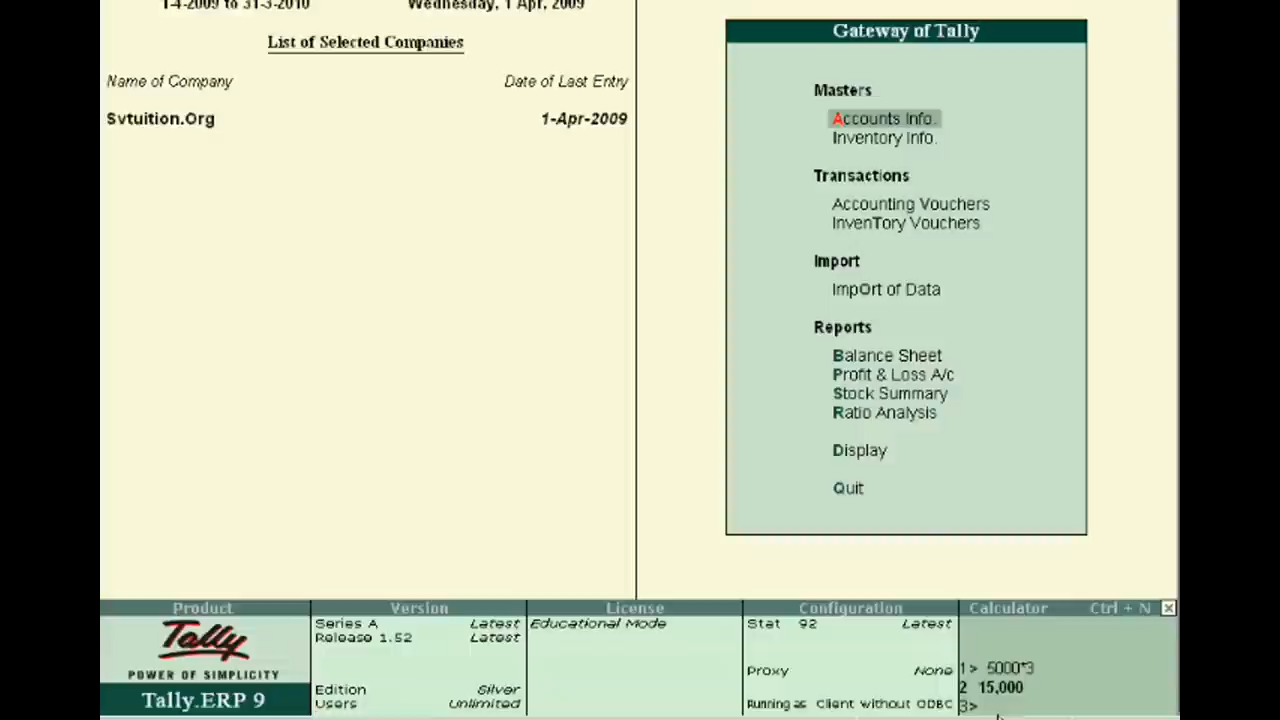 1-4-2009 to 31-3-2010 Wednesday, 1 Apr, 2009
List of Selected Companies
Name of Company Date of Last Entry
Svtuition.Org 1-Apr-2009
Gateway of Tally
Masters
Accounts Info.
Inventory Info.
Transactions
Accounting Vouchers
InvenTory Vouchers
Import
ImpOrt of Data
Reports
Balance Sheet
Profit & Loss A/c
Stock Summary
Ratio Analysis
Display
Quit
Product
Tally
POWER OF SIMPLICITY
Tally.ERP 9
Version
Series A Latest
Release 1.52 Latest
Edition Silver
Users Unlimited
License
Educational Mode
Configuration
Stat 92 Latest
Proxy None
Running as Client without ODBC
Calculator Ctrl + N
1> 5000*3
2 15,000
3>